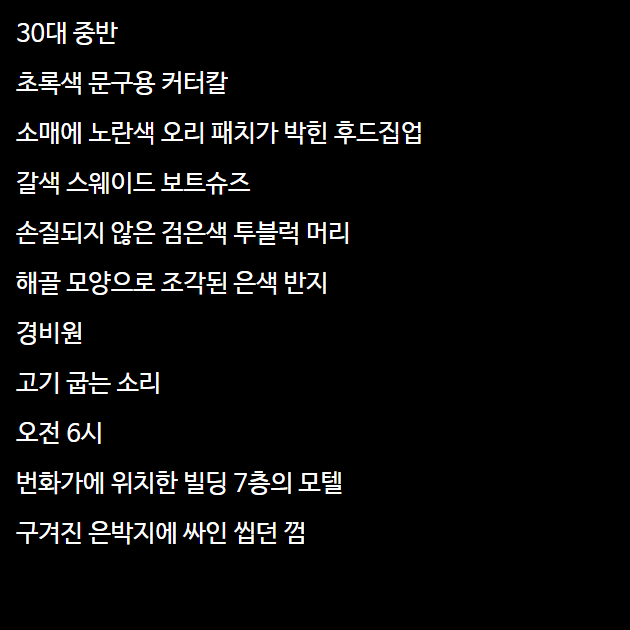 30대 중반
초록색 문구용 커터칼
소매에 노란색 오리 패치가 박힌 후드집업
갈색 스웨이드 보트슈즈
손질되지 않은 검은색 투블럭 머리
해골 모양으로 조각된 은색 반지
경비원
고기 굽는 소리
오전 6시
번화가에 위치한 빌딩 7층의 모텔
구겨진 은박지에 싸인 씹던 껌